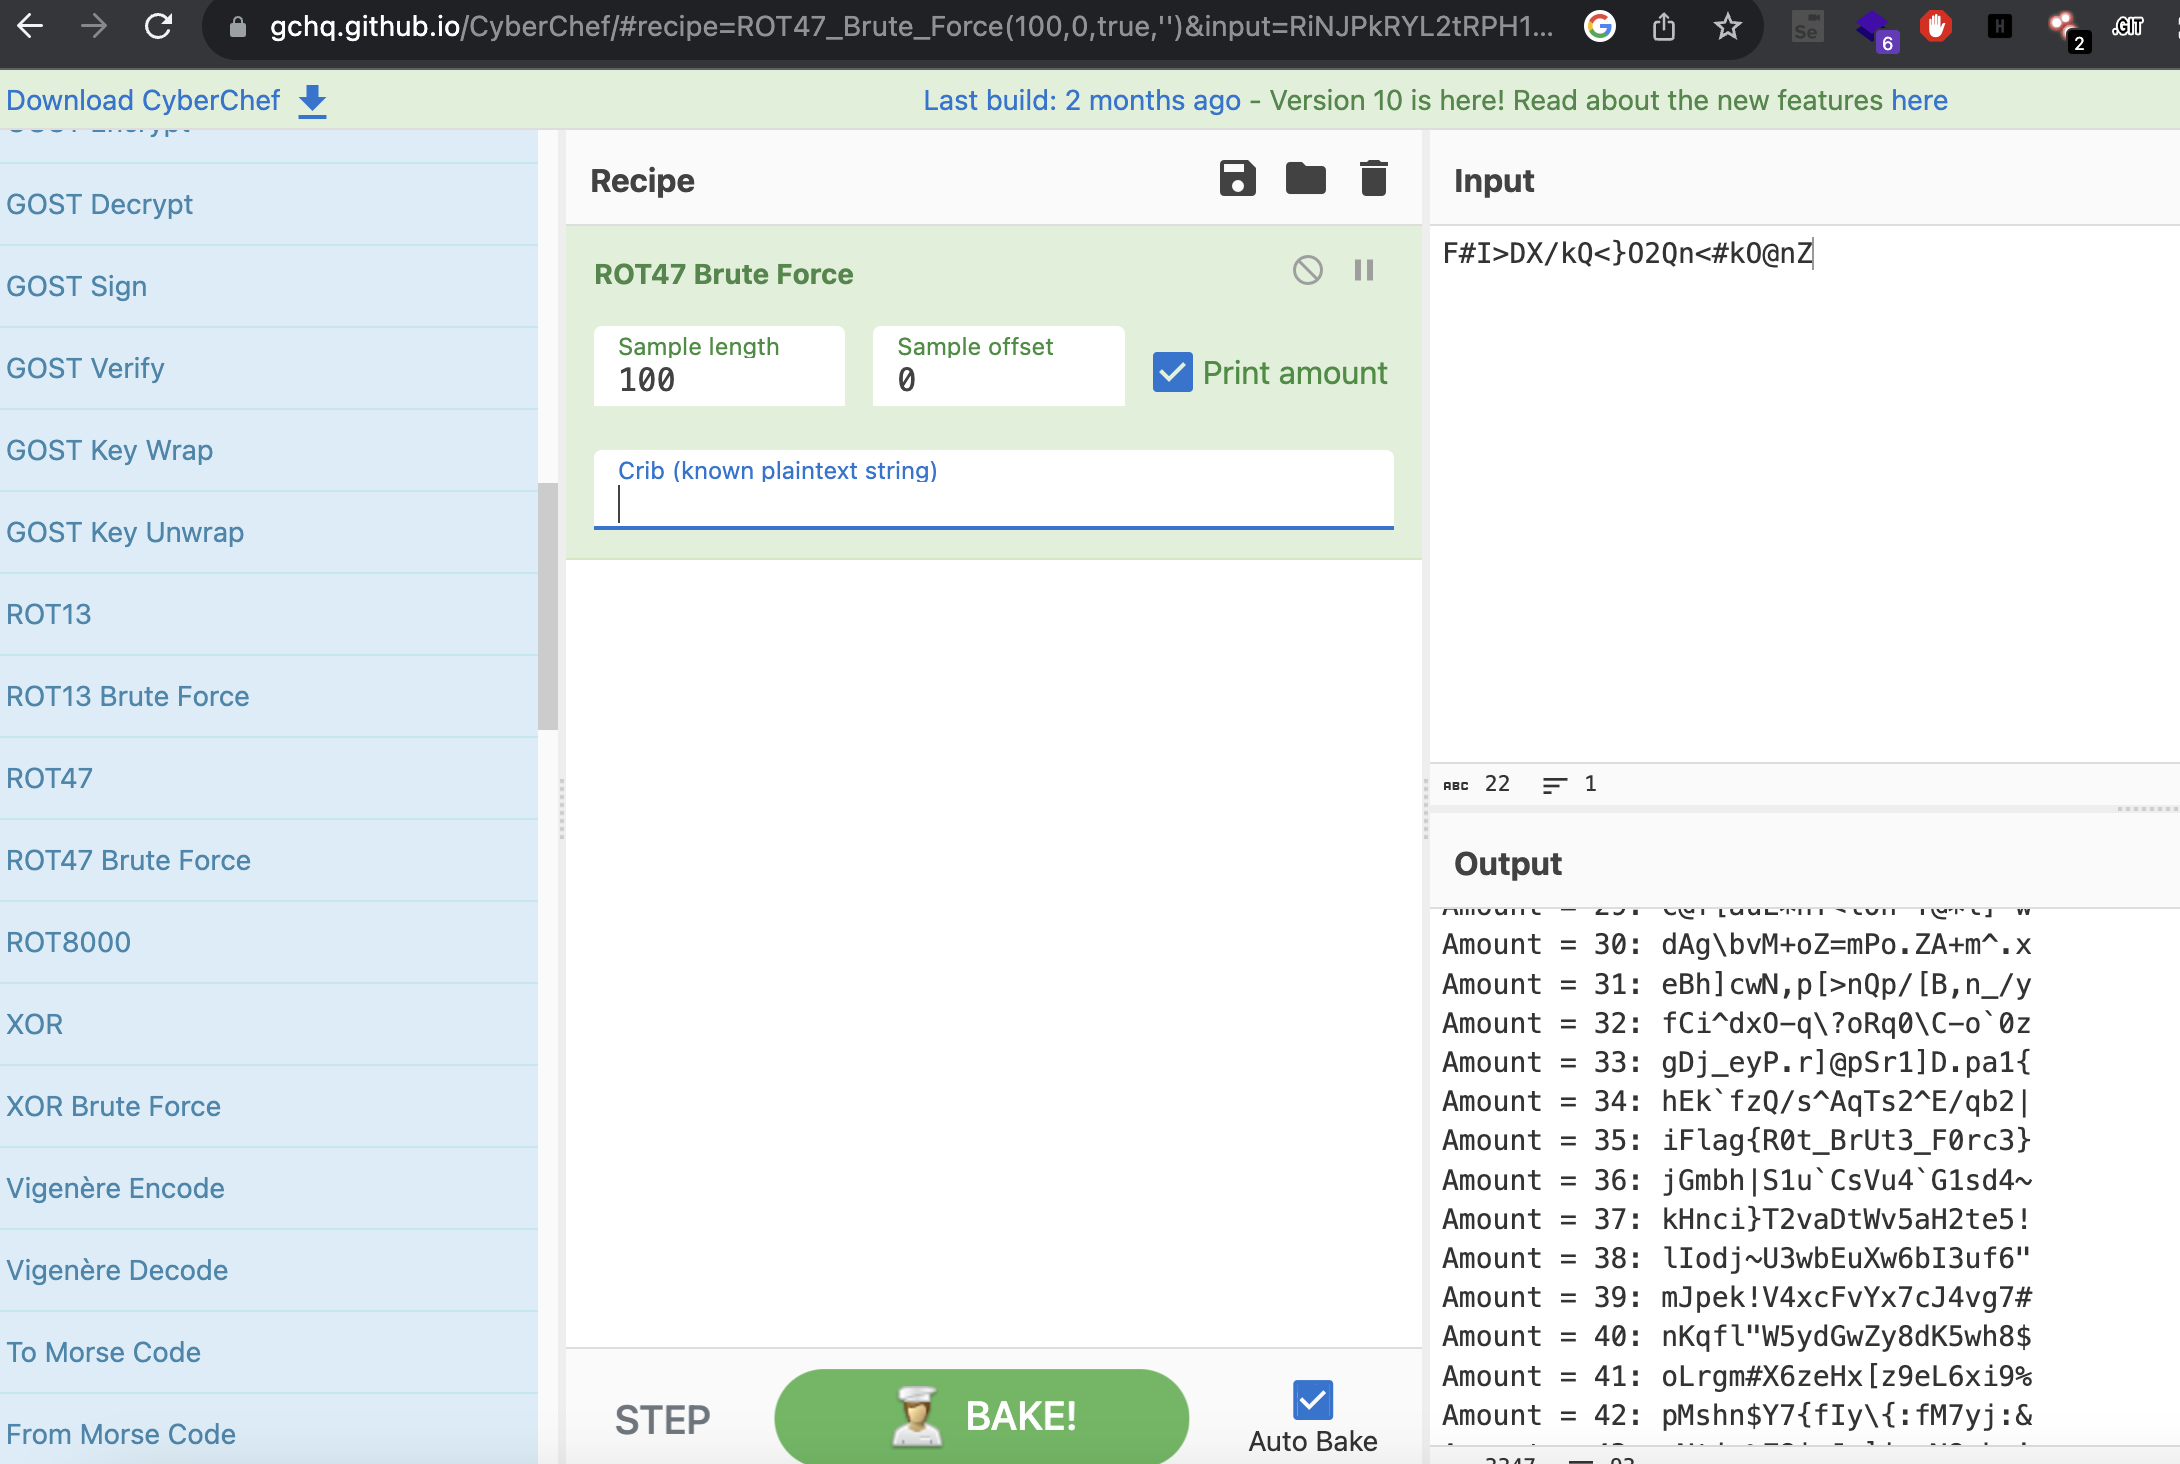 gchq.github.io/CyberChef/#recipe=ROT47_Brute_Force(100,0,true,'')&input=RiNJPkRYL2tRPH1...
Se
6
H
2
.GIT
Download CyberChef
Last build: 2 months ago - Version 10 is here! Read about the new features here
GOST Encrypt
GOST Decrypt
GOST Sign
GOST Verify
GOST Key Wrap
GOST Key Unwrap
ROT13
ROT13 Brute Force
ROT47
ROT47 Brute Force
ROT8000
XOR
XOR Brute Force
Vigenère Encode
Vigenère Decode
To Morse Code
From Morse Code
Recipe
ROT47 Brute Force
Sample length
100
Sample offset
0
Print amount
Crib (known plaintext string)
STEP
BAKE!
Auto Bake
Input
F#I>DX/kQ<}O2Qn<#kO@nZ
ABC 22
1
Output
Amount = 30: dAg\bvM+oZ=mPo.ZA+m^.x
Amount = 31: eBh]cwN,p[>nQp/[B,n_/y
Amount = 32: fCi^dxO-q\?oRq0\C-o`0z
Amount = 33: gDj_eyP.r]@pSr1]D.pa1{
Amount = 34: hEk`fzQ/s^AqTs2^E/qb2|
Amount = 35: iFlag{R0t_BrUt3_F0rc3}
Amount = 36: jGmbh|S1u`CsVu4`G1sd4~
Amount = 37: kHnci}T2vaDtWv5aH2te5!
Amount = 38: lIodj~U3wbEuXw6bI3uf6"
Amount = 39: mJpek!V4xcFvYx7cJ4vg7#
Amount = 40: nKqfl"W5ydGwZy8dK5wh8$
Amount = 41: oLrgm#X6zeHx[z9eL6xi9%
Amount = 42: pMshn$Y7{fIy\{:fM7yj:&